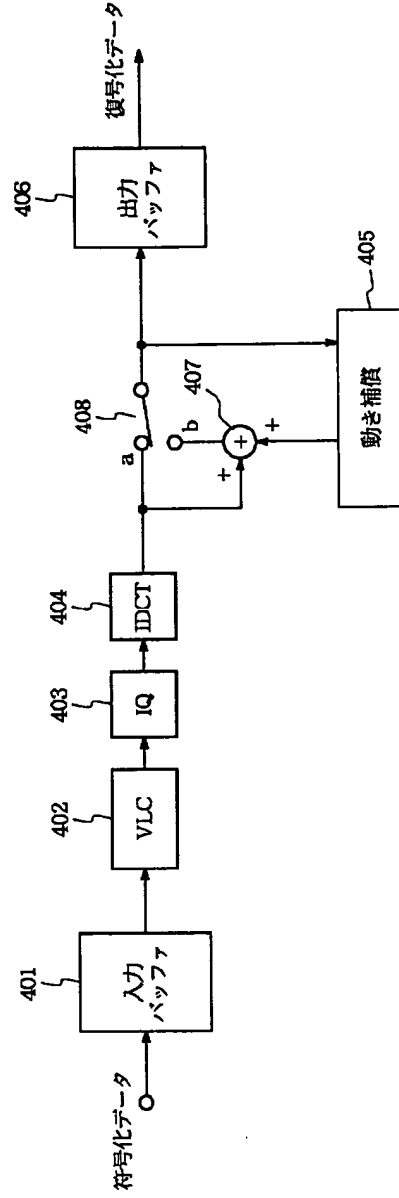 符号化データ
401
入力
バッファ
402
VLC
403
IQ
404
IDCT
a
408
b
+
407
+
+
動き補償
405
406
出力
バッファ
復号化データ